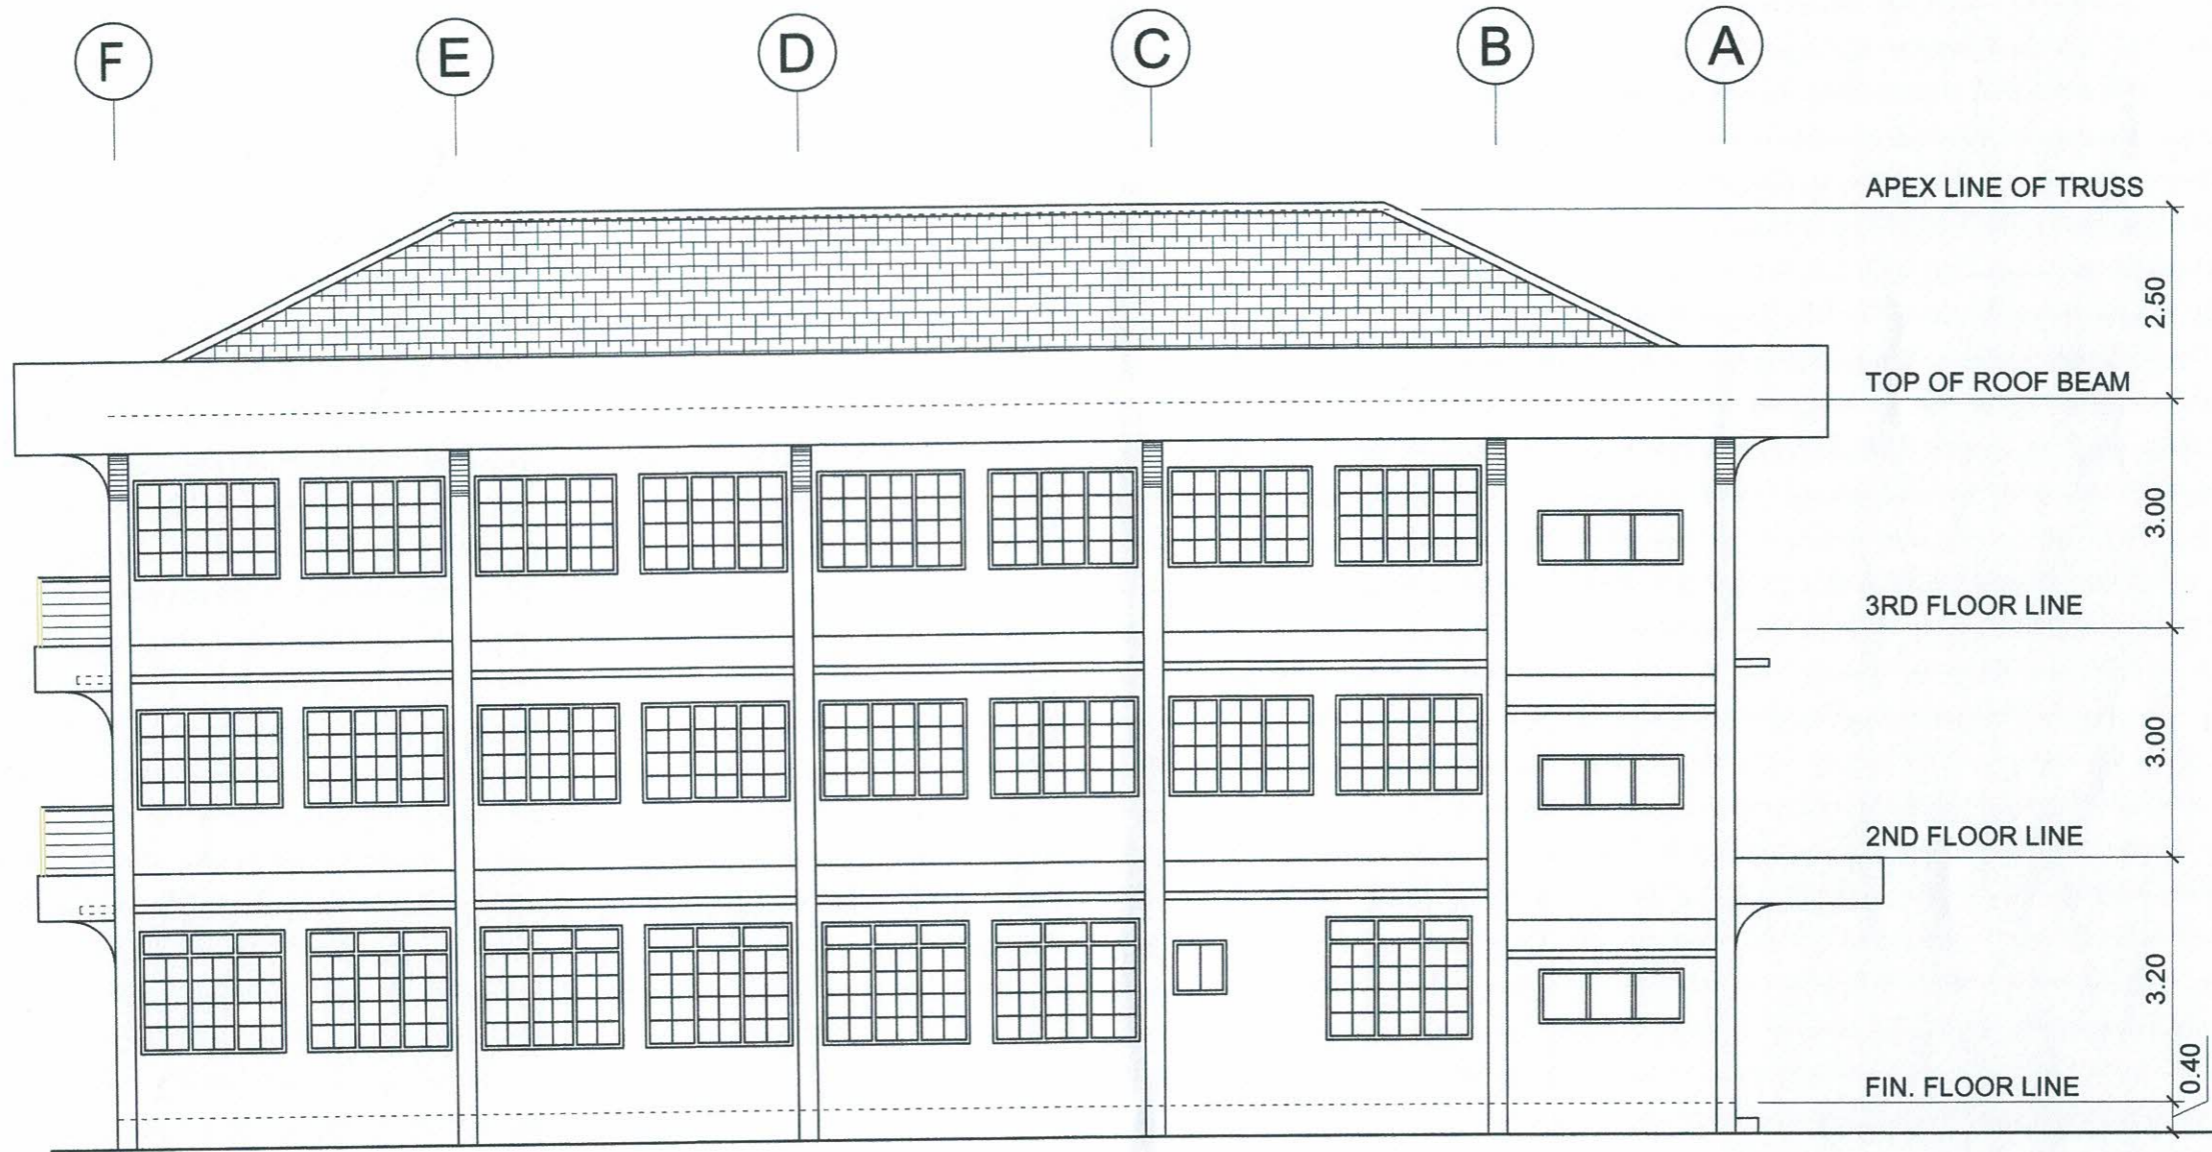 F E D C B A
APEX LINE OF TRUSS
2.50
TOP OF ROOF BEAM
3.00
3RD FLOOR LINE
3.00
2ND FLOOR LINE
3.20
FIN. FLOOR LINE
0.40